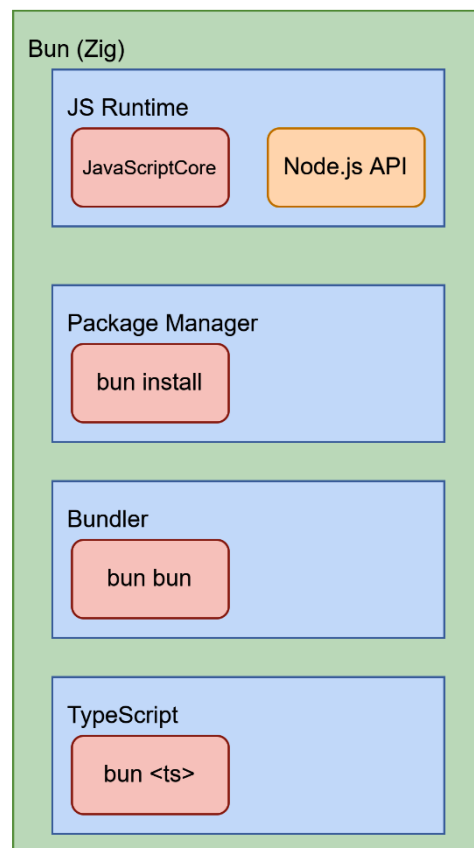 Bun (Zig)
JS Runtime
JavaScriptCore
Node.js API
Package Manager
bun install
Bundler
bun bun
TypeScript
bun <ts>